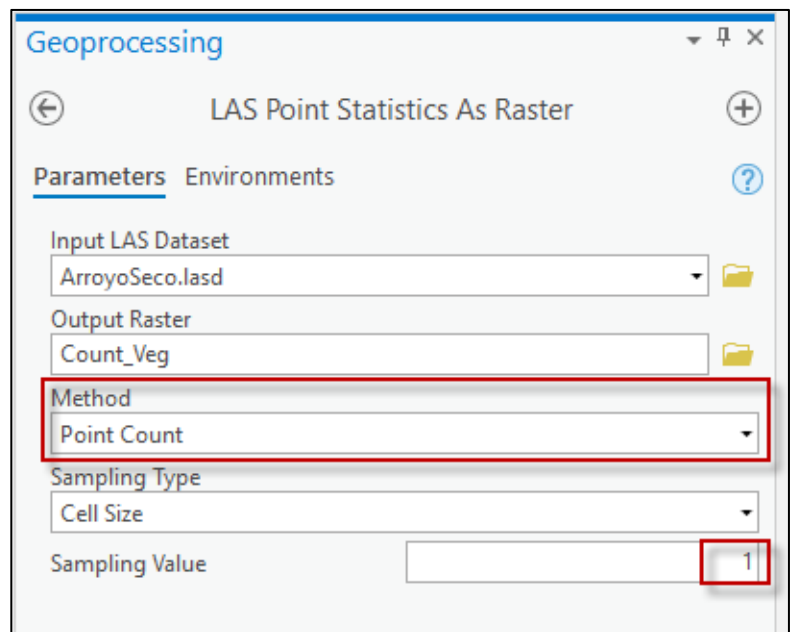 Geoprocessing
LAS Point Statistics As Raster
Parameters Environments
Input LAS Dataset
ArroyoSeco.lasd
Output Raster
Count_Veg
Method
Point Count
Sampling Type
Cell Size
Sampling Value 1